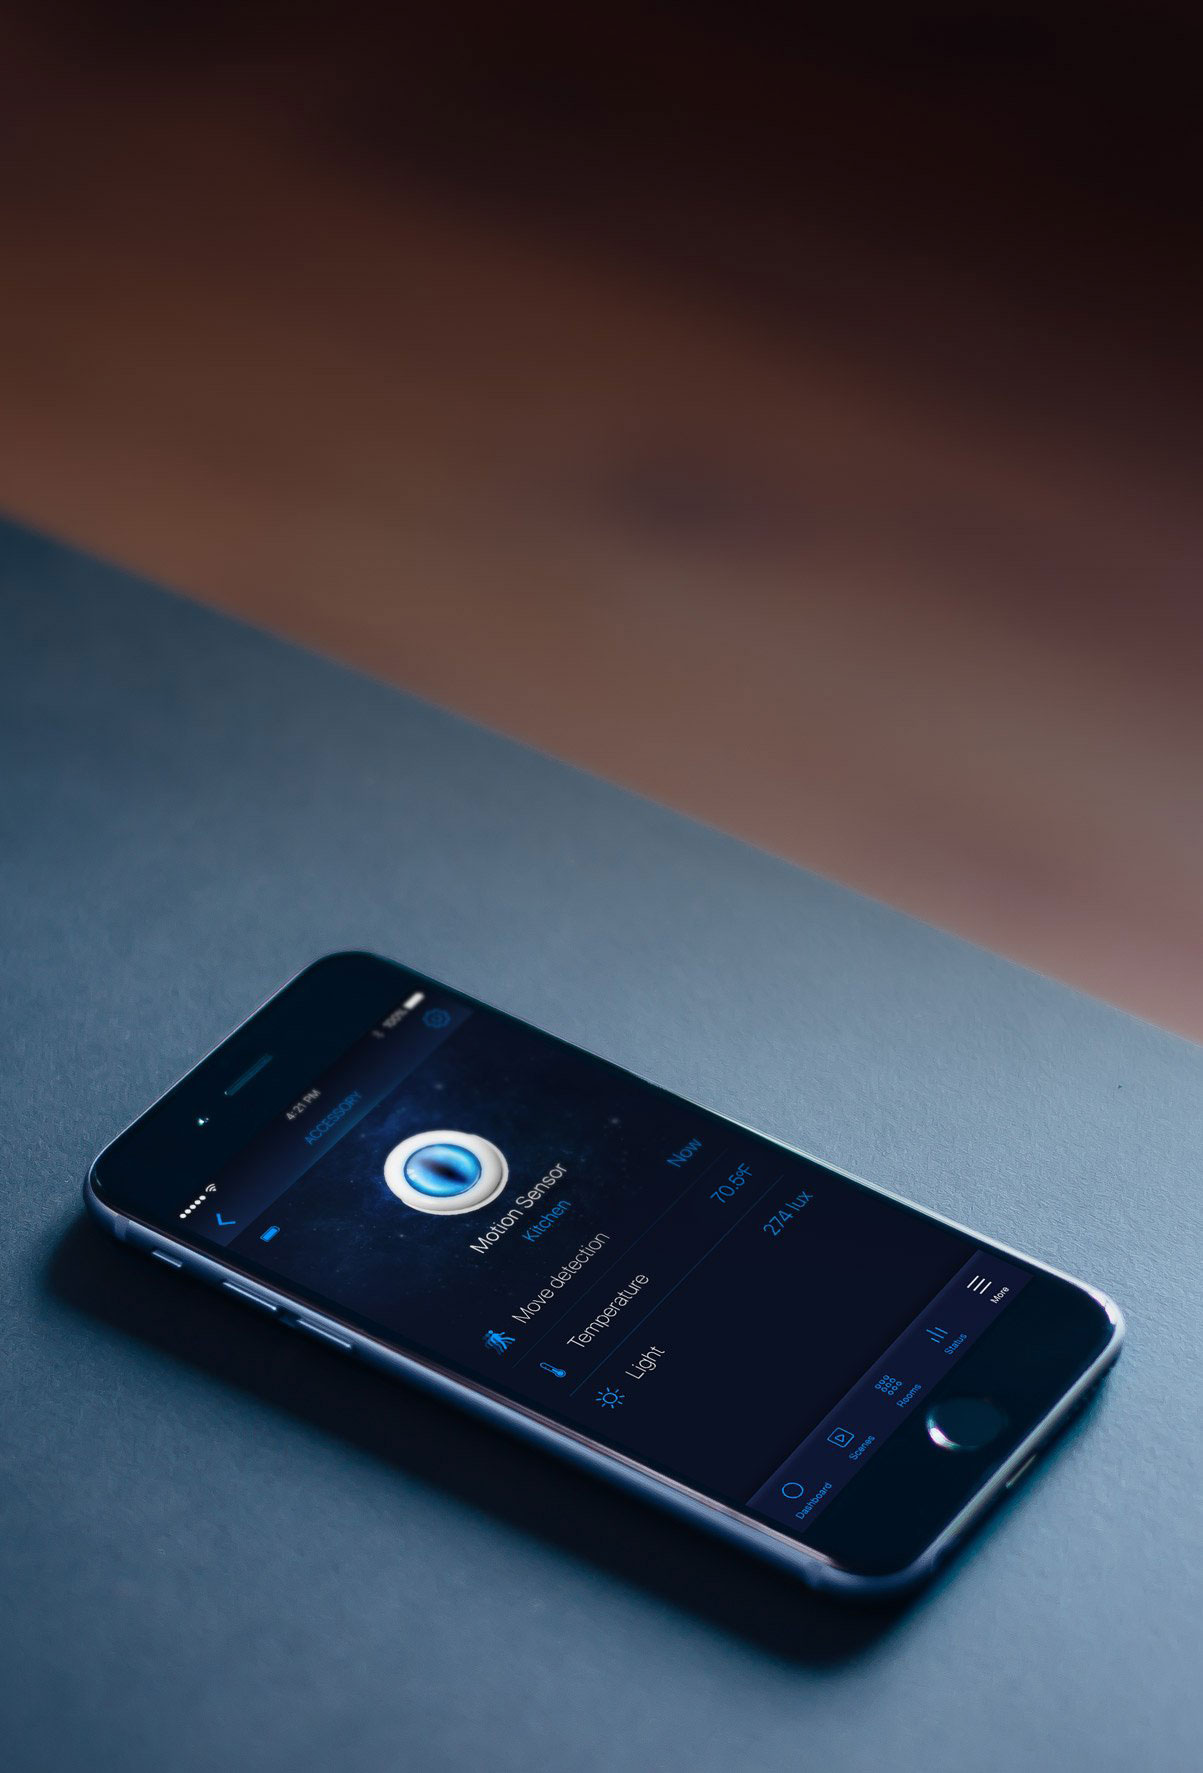 4:21 PM
100%
ACCESSORY
Motion Sensor
Kitchen
Move detection
Now
Temperature
70.5°F
Light
274 lux
Dashboard
Scenes
Rooms
Status
More